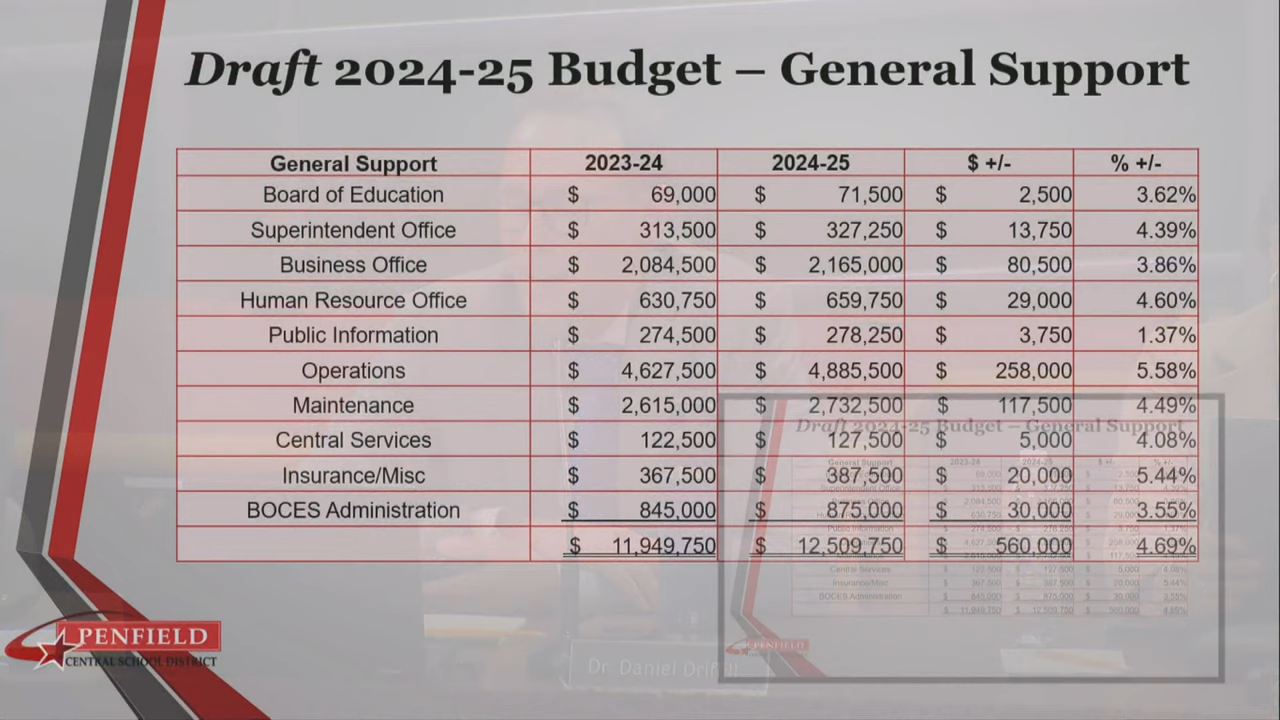 Draft 2024-25 Budget – General Support
General Support 2023-24 2024-25 $ +/- % +/-
Board of Education $ 69,000 $ 71,500 $ 2,500 3.62%
Superintendent Office $ 313,500 $ 327,250 $ 13,750 4.39%
Business Office $ 2,084,500 $ 2,165,000 $ 80,500 3.86%
Human Resource Office $ 630,750 $ 659,750 $ 29,000 4.60%
Public Information $ 274,500 $ 278,250 $ 3,750 1.37%
Operations $ 4,627,500 $ 4,885,500 $ 258,000 5.58%
Maintenance $ 2,615,000 $ 2,732,500 $ 117,500 4.49%
Central Services $ 122,500 $ 127,500 $ 5,000 4.08%
Insurance/Misc $ 367,500 $ 387,500 $ 20,000 5.44%
BOCES Administration $ 845,000 $ 875,000 $ 30,000 3.55%
$ 11,949,750 $ 12,509,750 $ 560,000 4.69%
Draft 2024-25 Budget – General Support
PENFIELD
CENTRAL SCHOOL DISTRICT
Dr. Daniel